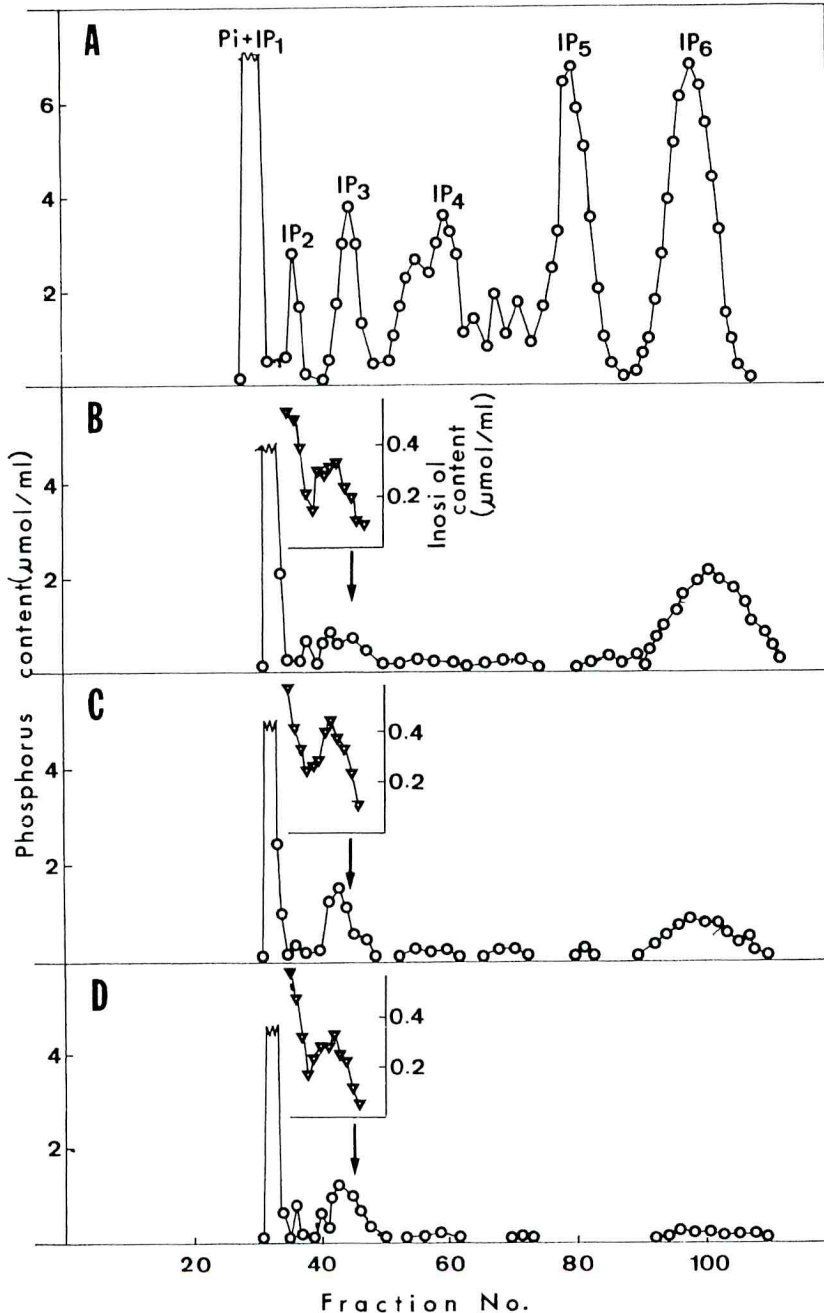 A
Pi+IP1
IP2
IP3
IP4
IP5
IP6
6
4
2
B
4
2
0.4
0.2
Inosi ol
content
(μmol/ml)
C
4
2
0.4
0.2
D
4
2
0.4
0.2
Phosphorus content(μmol/ml)
20 40 60 80 100
Fraction No.